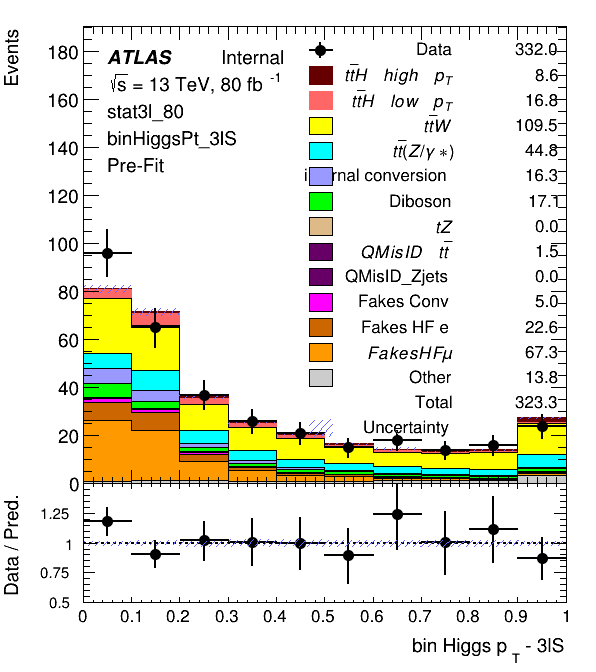 Events
180
160
140
120
100
80
60
40
20
0
ATLAS Internal
√s = 13 TeV, 80 fb -1
stat3l_80
binHiggsPt_3lS
Pre-Fit
Data 332.0
tt̄H high pT 8.6
tt̄H low pT 16.8
tt̄W 109.5
tt̄(Z/γ*) 44.8
internal conversion 16.3
Diboson 17.1
tZ 0.0
QMisID tt̄ 1.5
QMisID_Zjets 0.0
Fakes Conv 5.0
Fakes HF e 22.6
FakesHFμ 67.3
Other 13.8
Total 323.3
Uncertainty
Data / Pred.
1.25
1
0.75
0.5
0 0.1 0.2 0.3 0.4 0.5 0.6 0.7 0.8 0.9 1
bin Higgs p T - 3lS